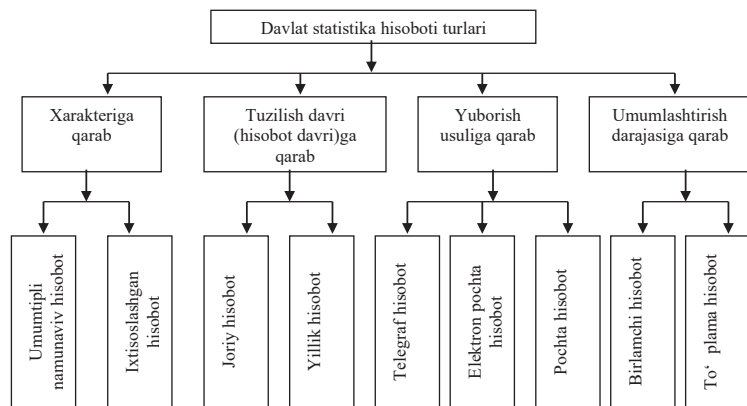 Davlat statistika hisoboti turlari
Xarakteriga
qarab
Tuzilish davri
(hisobot davri)ga
qarab
Yuborish
usuliga qarab
Umumlashtirish
darajasiga qarab
Umumtipli
namunaviv hisobot
Ixtisoslashgan
hisobot
Joriy hisobot
Yillik hisobot
Telegraf hisobot
Elektron pochta
hisobot
Pochta hisobot
Birlamchi hisobot
To‘ plama hisobot